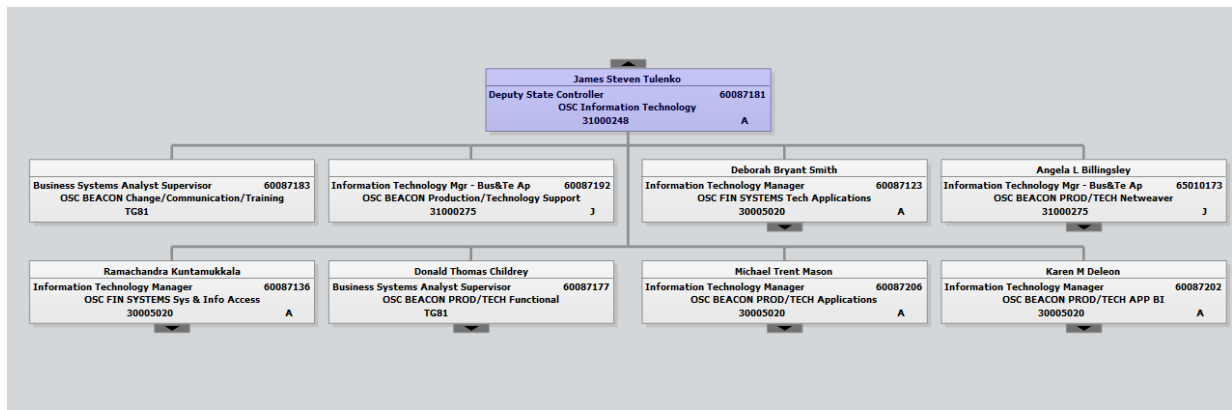 James Steven Tulenko
Deputy State Controller 60087181
OSC Information Technology
31000248 A
Business Systems Analyst Supervisor 60087183
OSC BEACON Change/Communication/Training
TG81
Information Technology Mgr - Bus&Te Ap 60087192
OSC BEACON Production/Technology Support
31000275 J
Deborah Bryant Smith
Information Technology Manager 60087123
OSC FIN SYSTEMS Tech Applications
30005020 A
Angela L Billingsley
Information Technology Mgr - Bus&Te Ap 65010173
OSC BEACON PROD/TECH Netweaver
31000275 J
Ramachandra Kuntamukkala
Information Technology Manager 60087136
OSC FIN SYSTEMS Sys & Info Access
30005020 A
Donald Thomas Childrey
Business Systems Analyst Supervisor 60087177
OSC BEACON PROD/TECH Functional
TG81
Michael Trent Mason
Information Technology Manager 60087206
OSC BEACON PROD/TECH Applications
30005020 A
Karen M Deleon
Information Technology Manager 60087202
OSC BEACON PROD/TECH APP BI
30005020 A